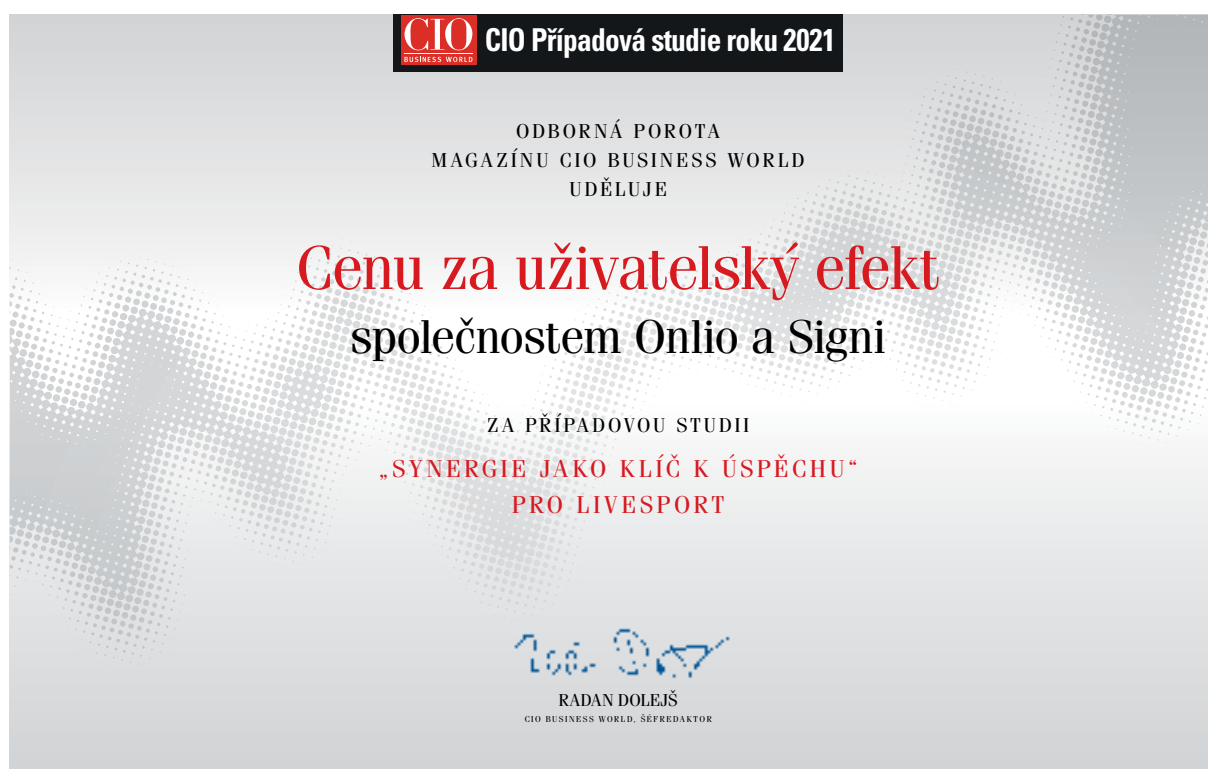 CIO
BUSINESS WORLD
CIO Případová studie roku 2021
ODBORNÁ POROTA
MAGAZÍNU CIO BUSINESS WORLD
UDĚLUJE
Cenu za uživatelský efekt
společnostem Onlio a Signi
ZA PŘÍPADOVOU STUDII
„SYNERGIE JAKO KLÍČ K ÚSPĚCHU“
PRO LIVESPORT
RADAN DOLEJŠ
CIO BUSINESS WORLD, ŠÉFREDAKTOR